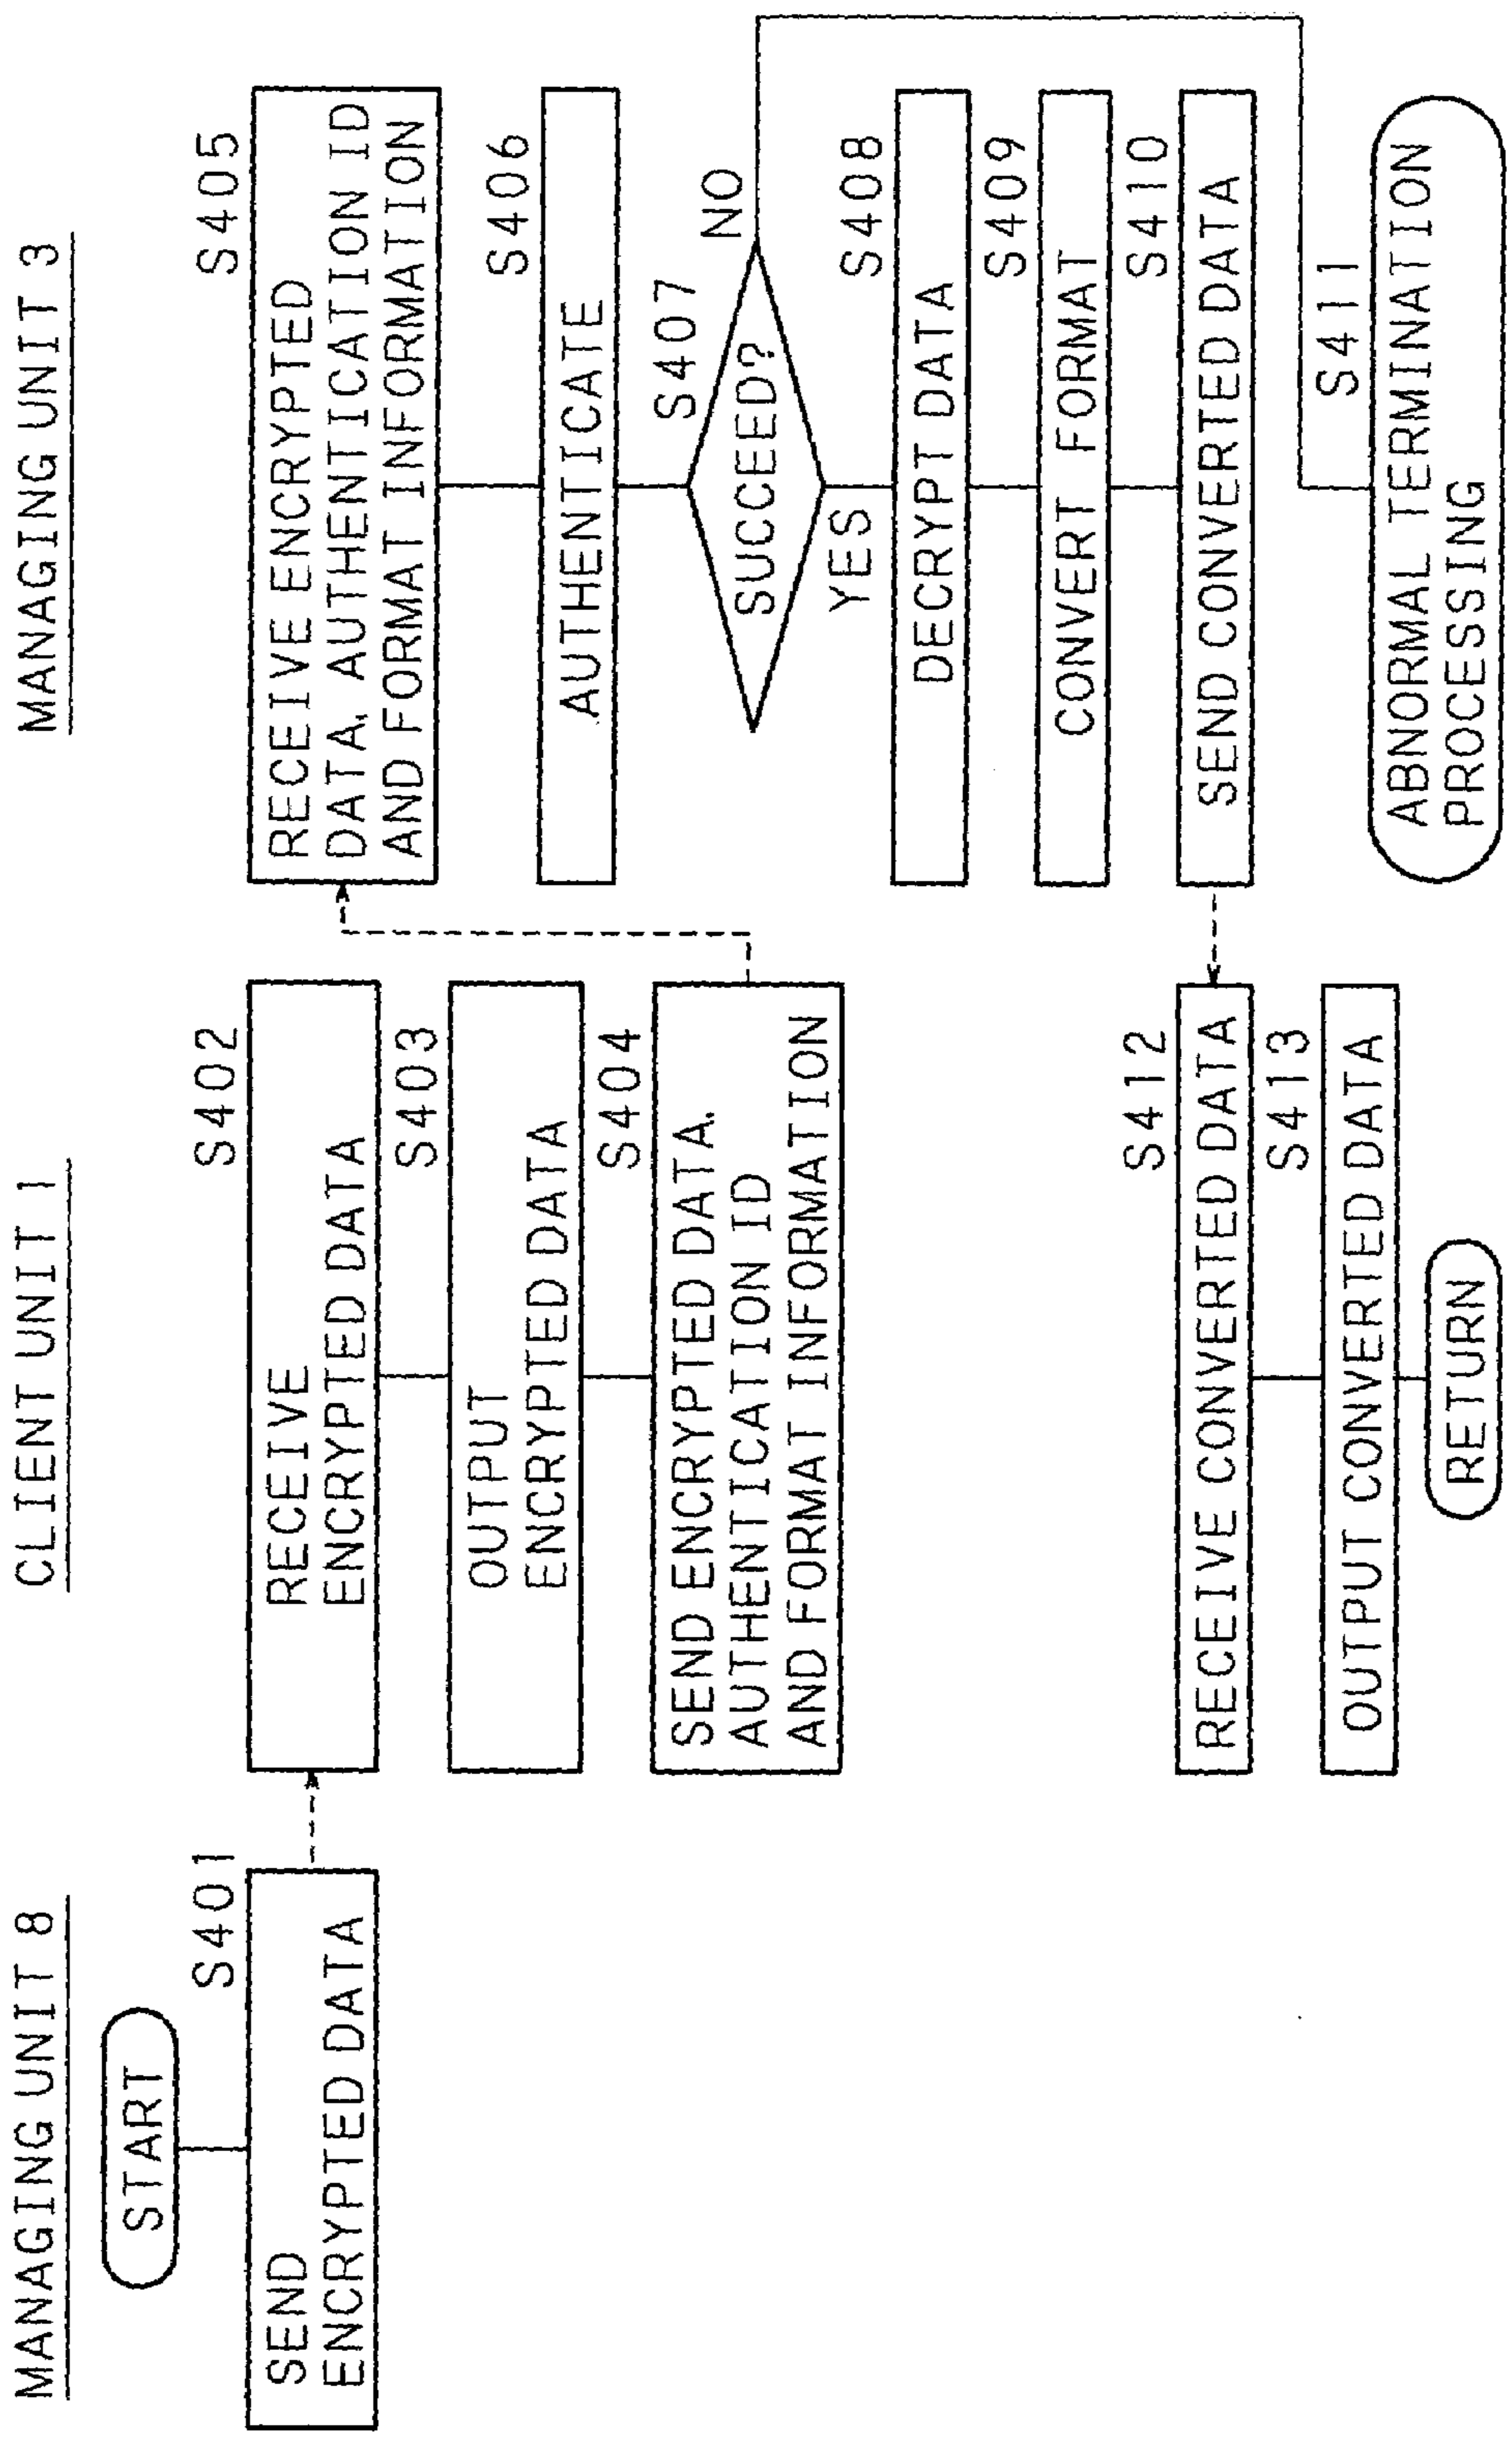 MANAGING UNIT 8
START
S401
SEND
ENCRYPTED DATA
CLIENT UNIT 1
S402
RECEIVE
ENCRYPTED DATA
S403
OUTPUT
ENCRYPTED DATA
S404
SEND ENCRYPTED DATA,
AUTHENTICATION ID
AND FORMAT INFORMATION
S412
RECEIVE CONVERTED DATA
S413
OUTPUT CONVERTED DATA
RETURN
MANAGING UNIT 3
S405
RECEIVE ENCRYPTED
DATA, AUTHENTICATION ID
AND FORMAT INFORMATION
S406
AUTHENTICATE
S407
SUCCEED?
NO
YES
S408
DECRYPT DATA
S409
CONVERT FORMAT
S410
SEND CONVERTED DATA
S411
ABNORMAL TERMINATION
PROCESSING